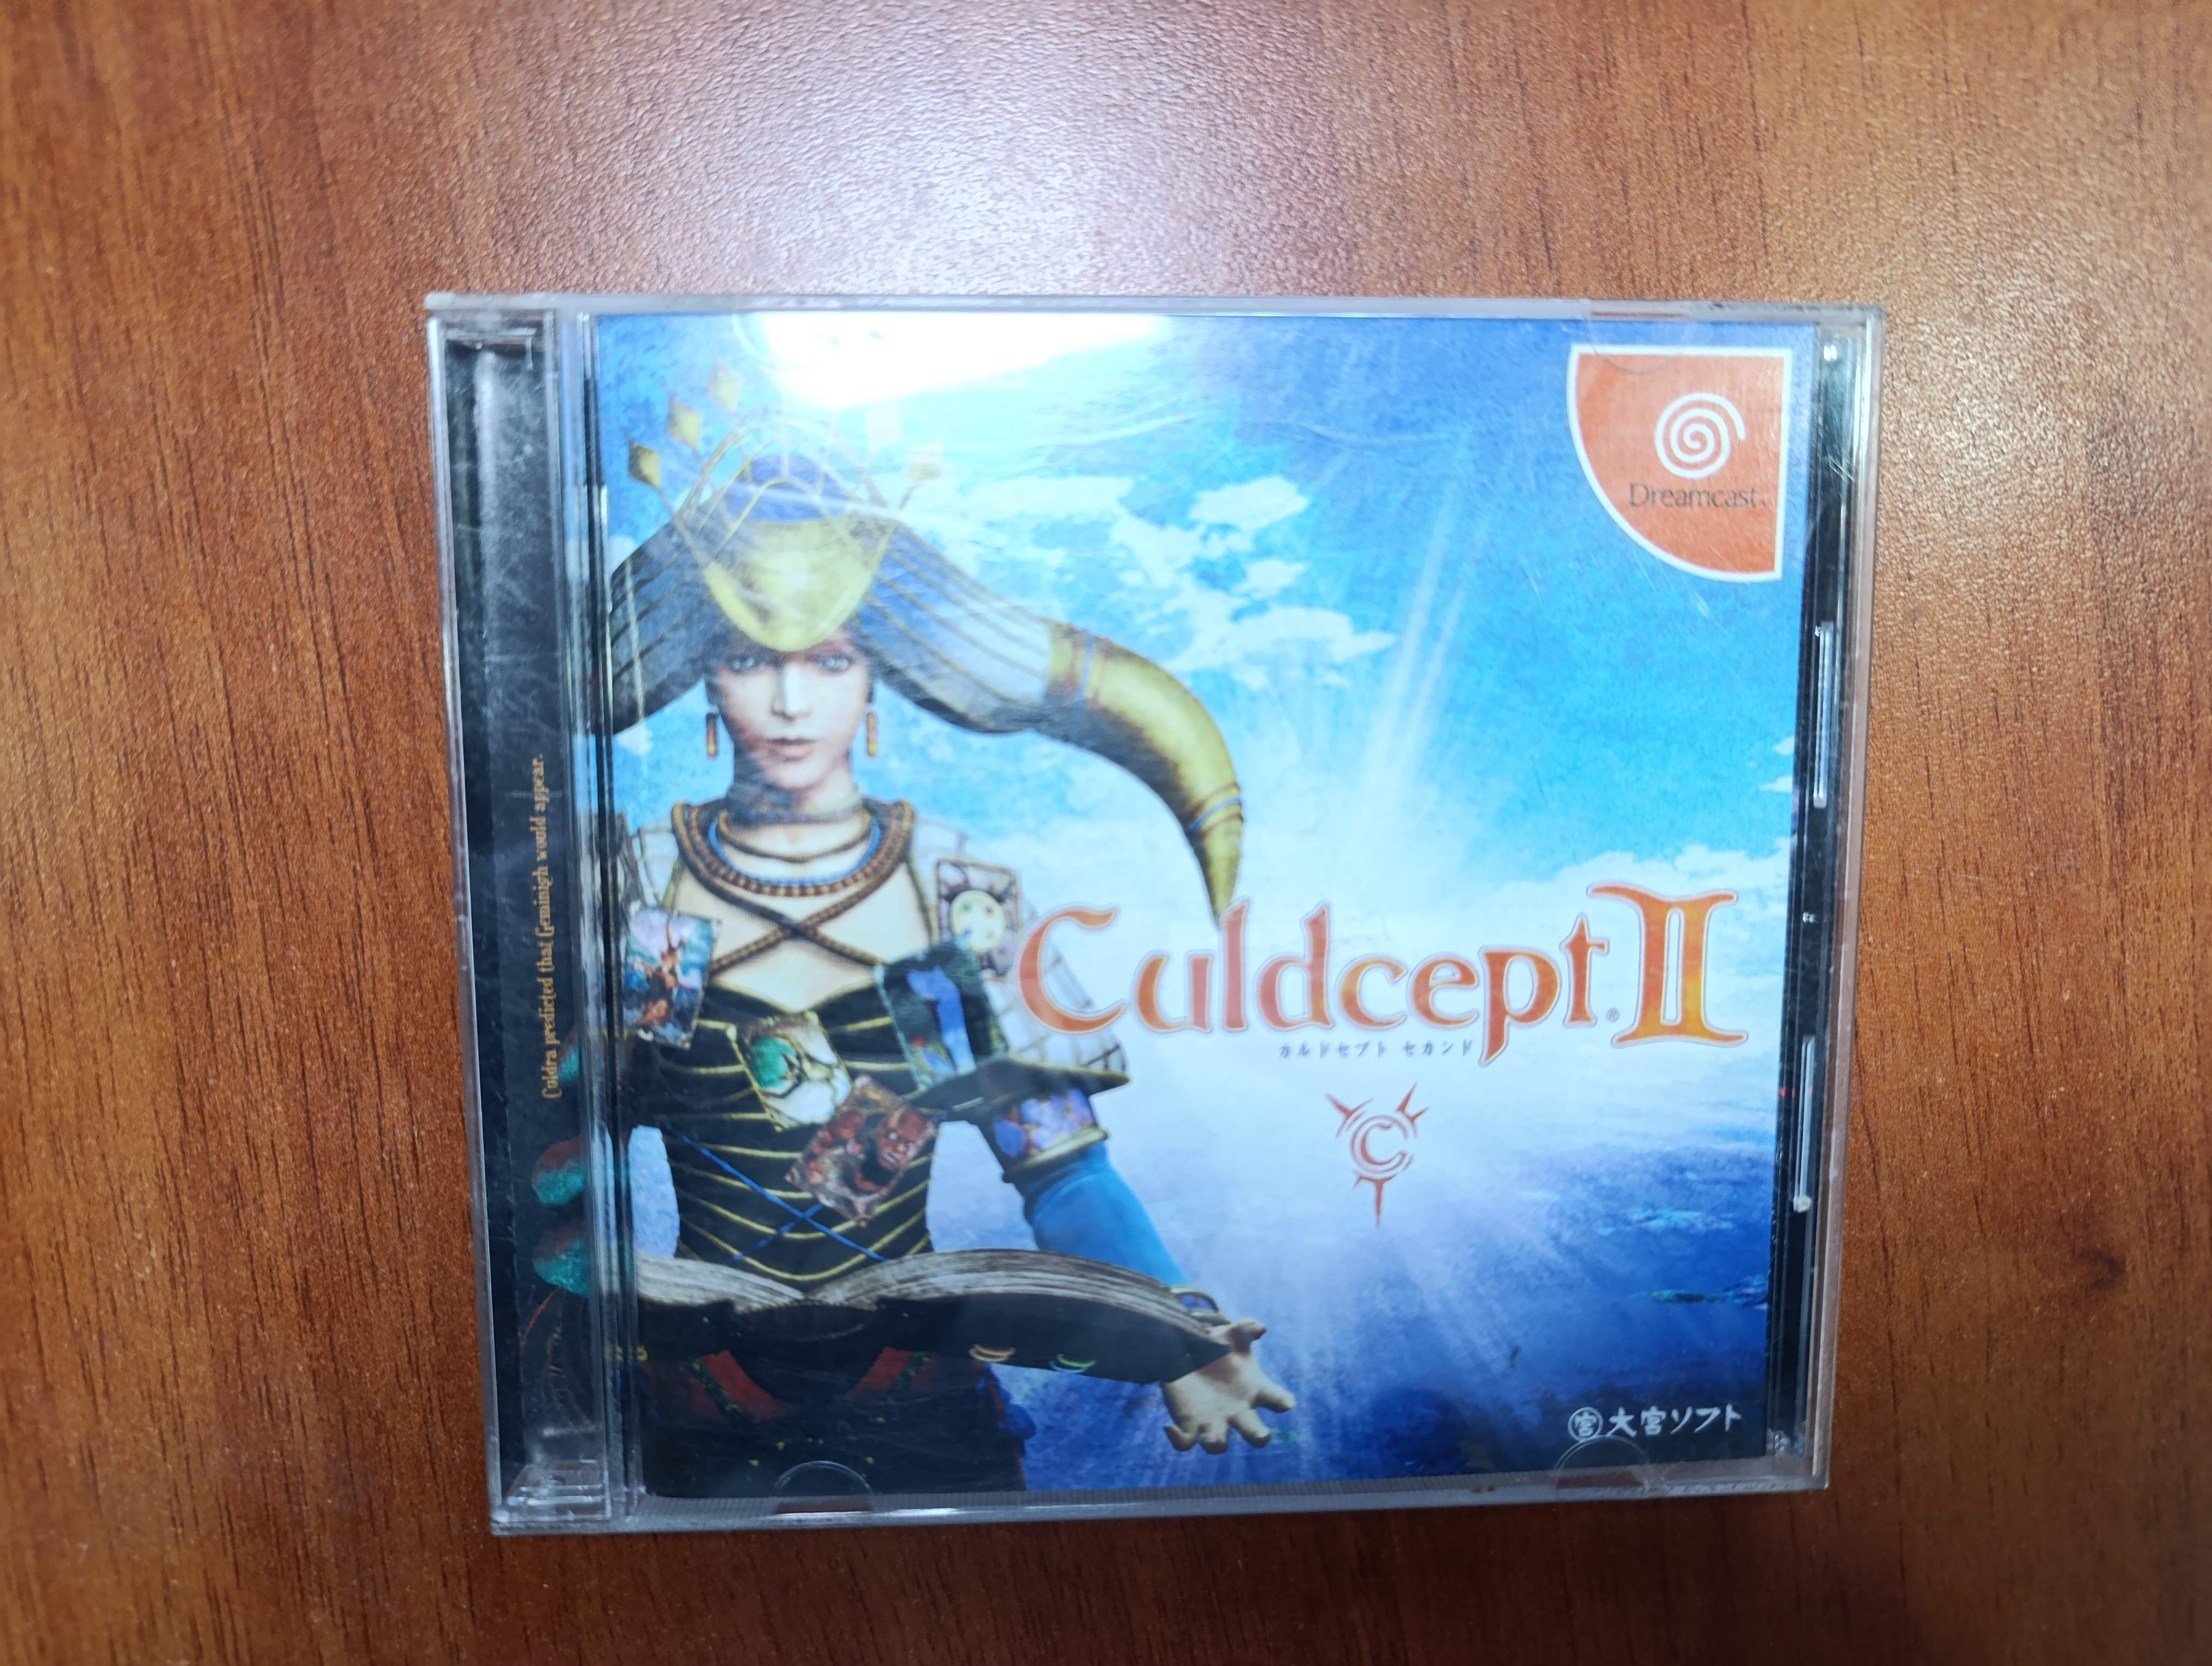 Dreamcast
Culdcept® II
カルドセプト セカンド
C
宮 大宮ソフト
Culdra predicted that Geminigh would appear.